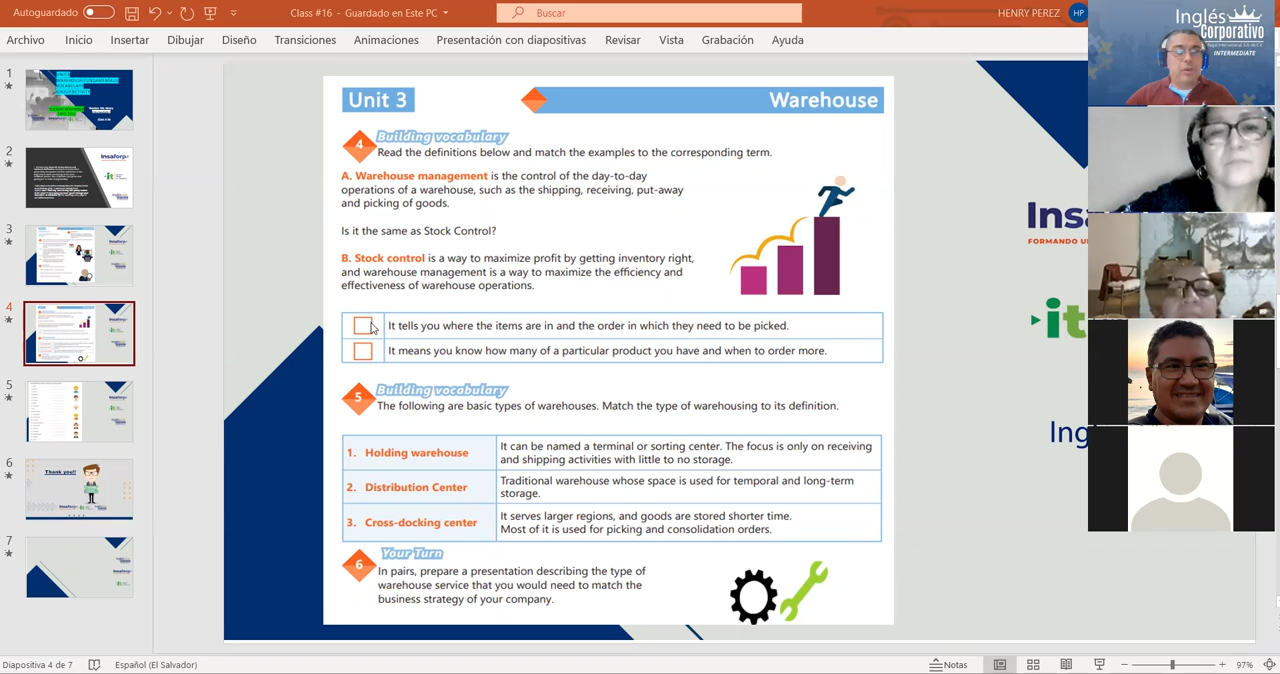 Autoguardado
Class #16 • Guardado en Este PC
Buscar
HENRY PEREZ
HP
Archivo
Inicio
Insertar
Dibujar
Diseño
Transiciones
Animaciones
Presentación con diapositivas
Revisar
Vista
Grabación
Ayuda
Inglés
Corporativo
INTERMEDIATE
1
2
3
4
5
6
7
Insaforp
Thank you!!
Unit 3
Warehouse
4
Building vocabulary
Read the definitions below and match the examples to the corresponding term.
A. Warehouse management is the control of the day-to-day
operations of a warehouse, such as the shipping, receiving, put-away
and picking of goods.
Is it the same as Stock Control?
B. Stock control is a way to maximize profit by getting inventory right,
and warehouse management is a way to maximize the efficiency and
effectiveness of warehouse operations.
It tells you where the items are in and the order in which they need to be picked.
It means you know how many of a particular product you have and when to order more.
5
Building vocabulary
The following are basic types of warehouses. Match the type of warehousing to its definition.
1. Holding warehouse
It can be named a terminal or sorting center. The focus is only on receiving
and shipping activities with little to no storage.
2. Distribution Center
Traditional warehouse whose space is used for temporal and long-term
storage.
3. Cross-docking center
It serves larger regions, and goods are stored shorter time.
Most of it is used for picking and consolidation orders.
6
Your Turn
In pairs, prepare a presentation describing the type of
warehouse service that you would need to match the
business strategy of your company.
Insa
FORMANDO U
it
Ing
Diapositiva 4 de 7
Español (El Salvador)
Notas
97%